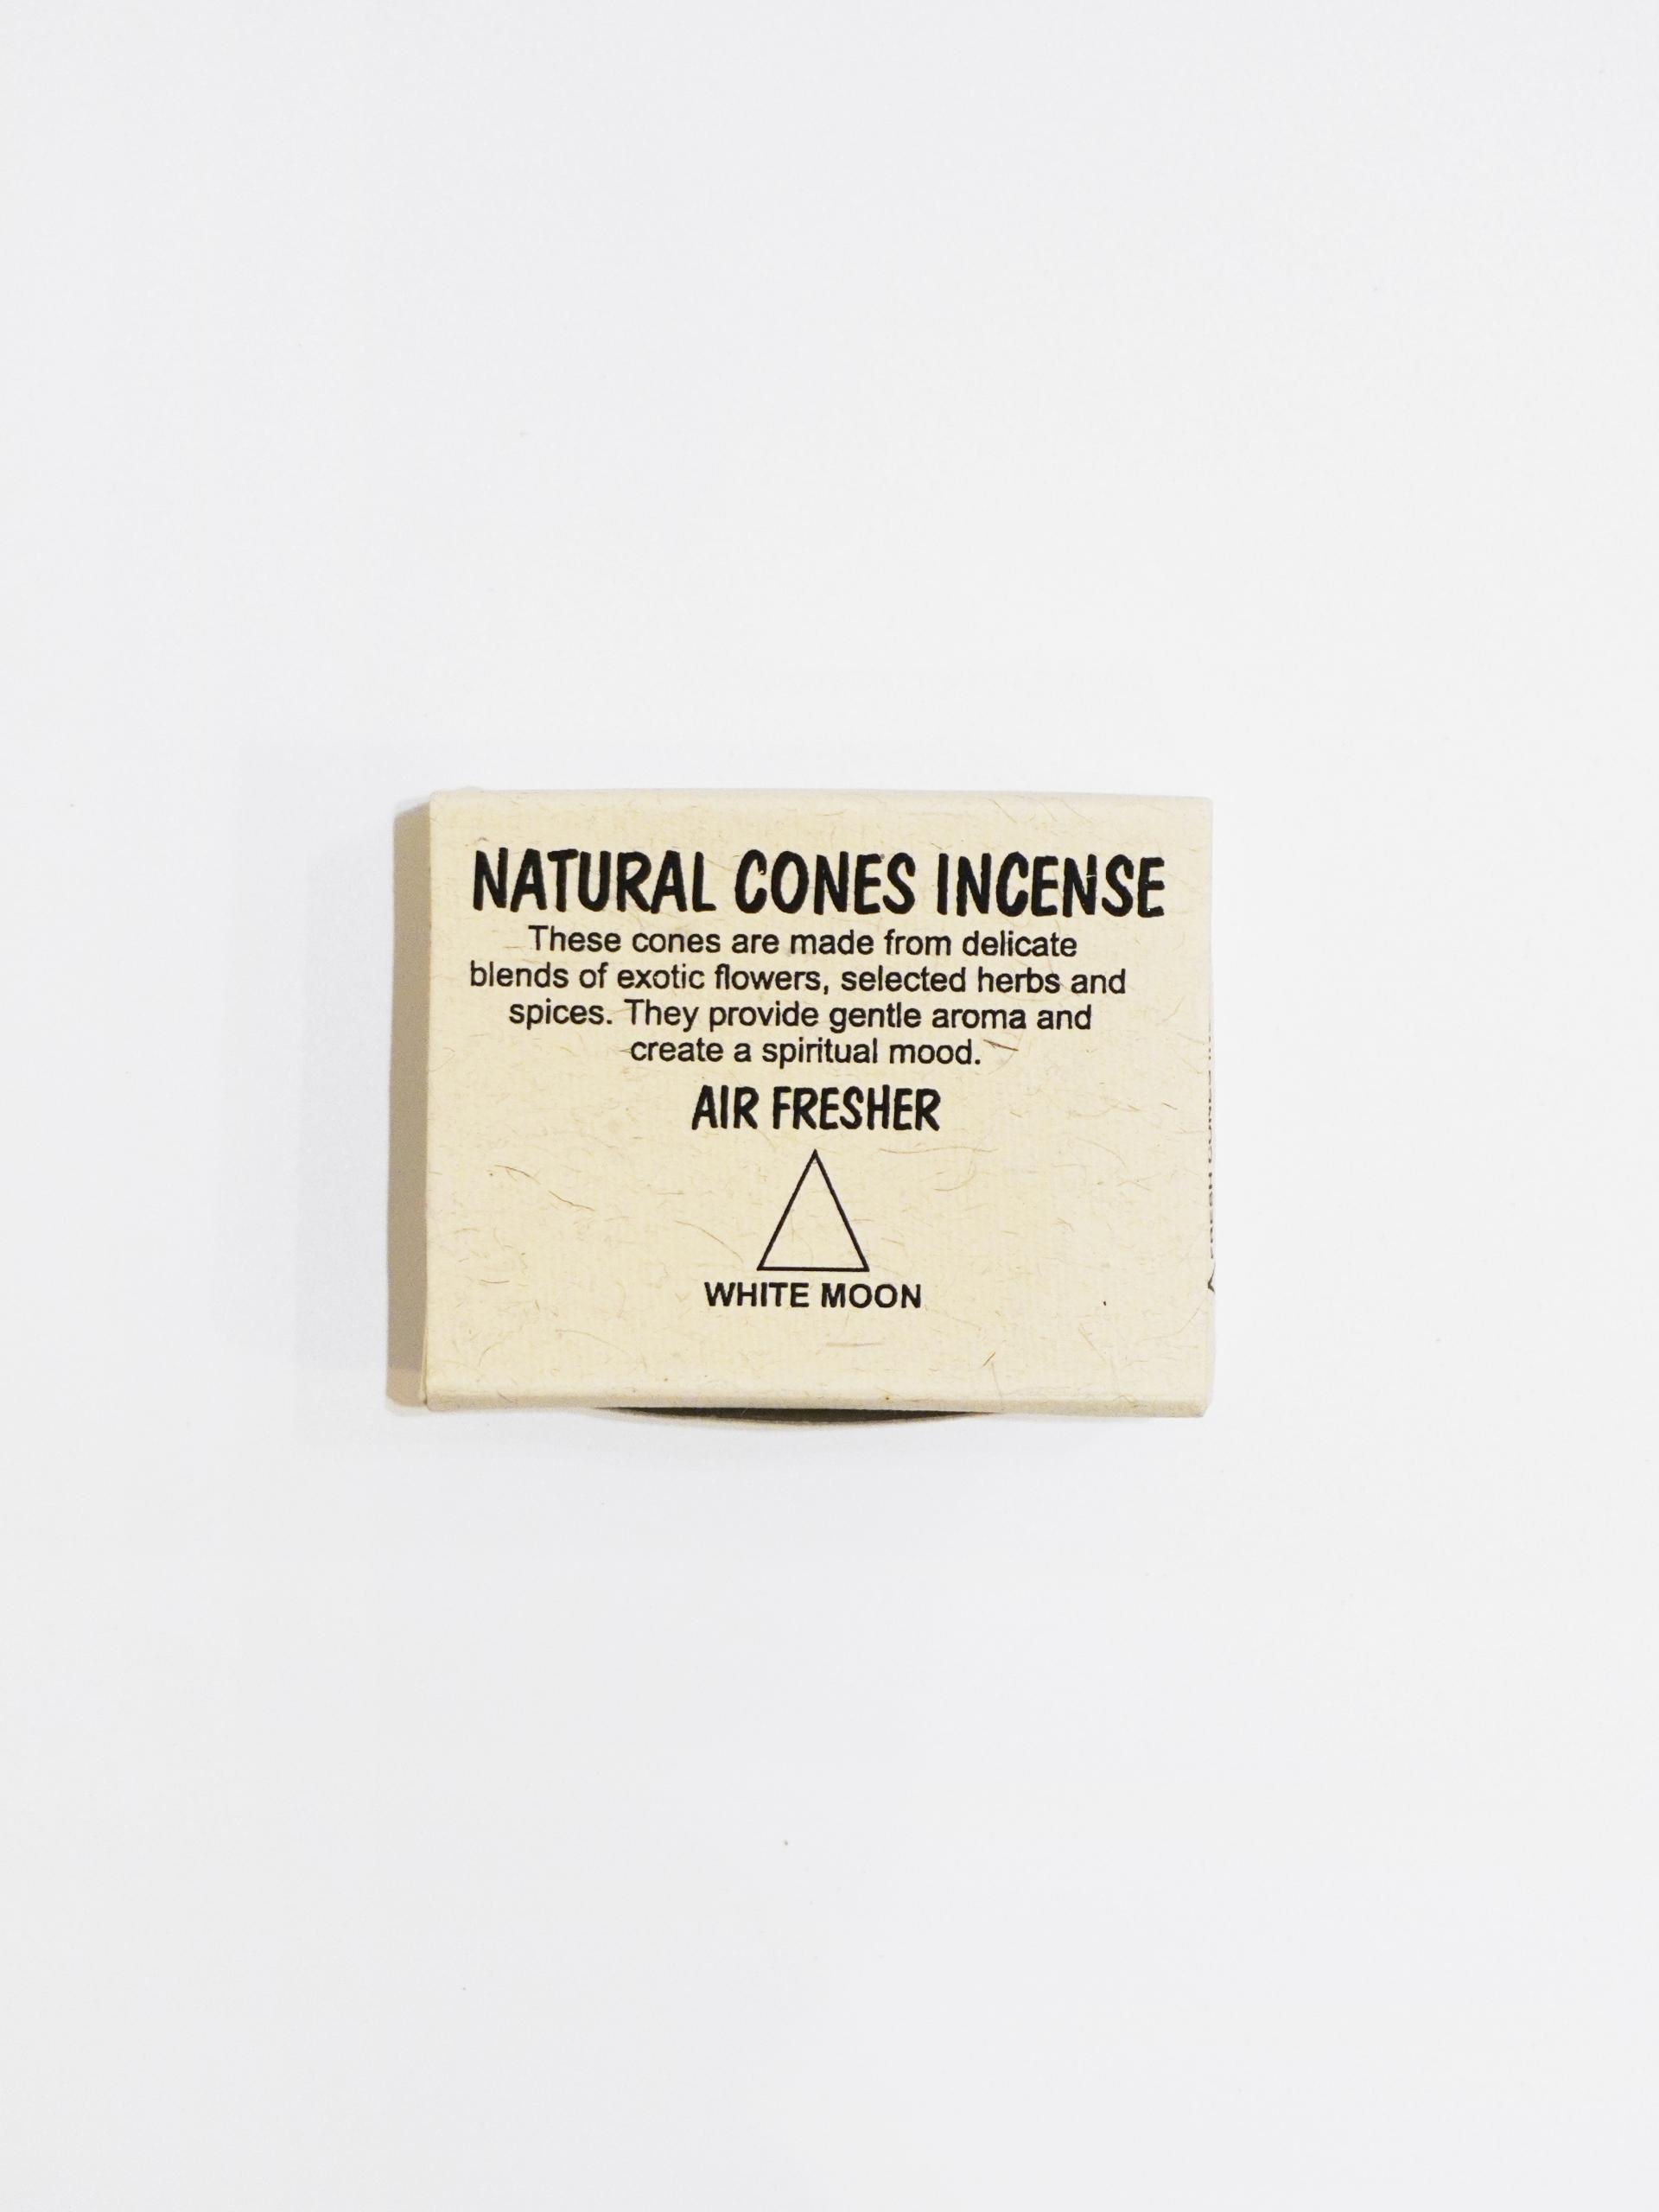 NATURAL CONES INCENSE
These cones are made from delicate
blends of exotic flowers, selected herbs and
spices. They provide gentle aroma and
create a spiritual mood.
AIR FRESHER
WHITE MOON